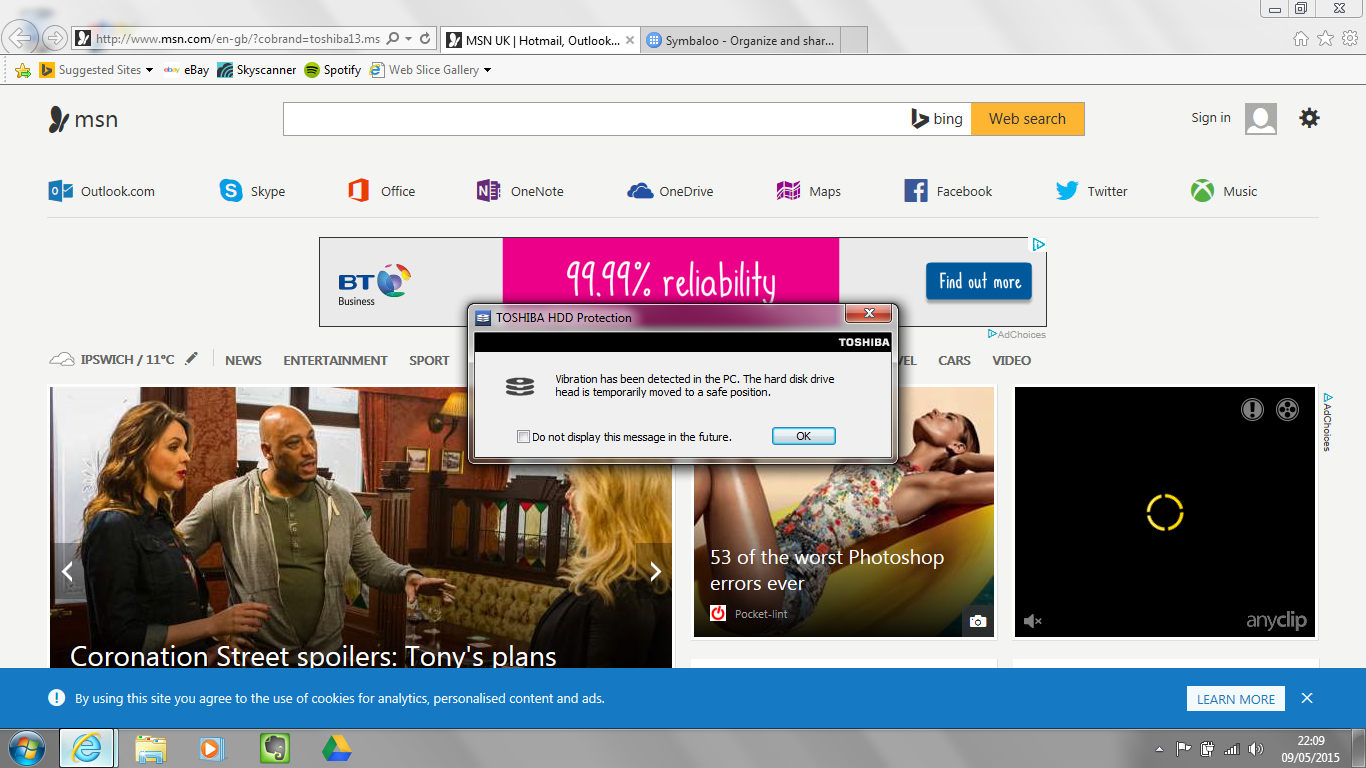 http://www.msn.com/en-gb/?cobrand=toshiba13.ms
MSN UK | Hotmail, Outlook...
Symbaloo - Organize and shar...
Suggested Sites
ebay
eBay
Skyscanner
Spotify
Web Slice Gallery
msn
bing
Web search
Sign in
Outlook.com
Skype
Office
OneNote
OneDrive
Maps
Facebook
Twitter
Music
BT
Business
99.99% reliability
Find out more
AdChoices
TOSHIBA HDD Protection
TOSHIBA
Vibration has been detected in the PC. The hard disk drive
head is temporarily moved to a safe position.
Do not display this message in the future.
OK
IPSWICH / 11°C
NEWS
ENTERTAINMENT
SPORT
CARS
VIDEO
AdChoices
53 of the worst Photoshop
errors ever
Pocket-lint
anyclip
Coronation Street spoilers: Tony's plans
By using this site you agree to the use of cookies for analytics, personalised content and ads.
LEARN MORE
22:09
09/05/2015